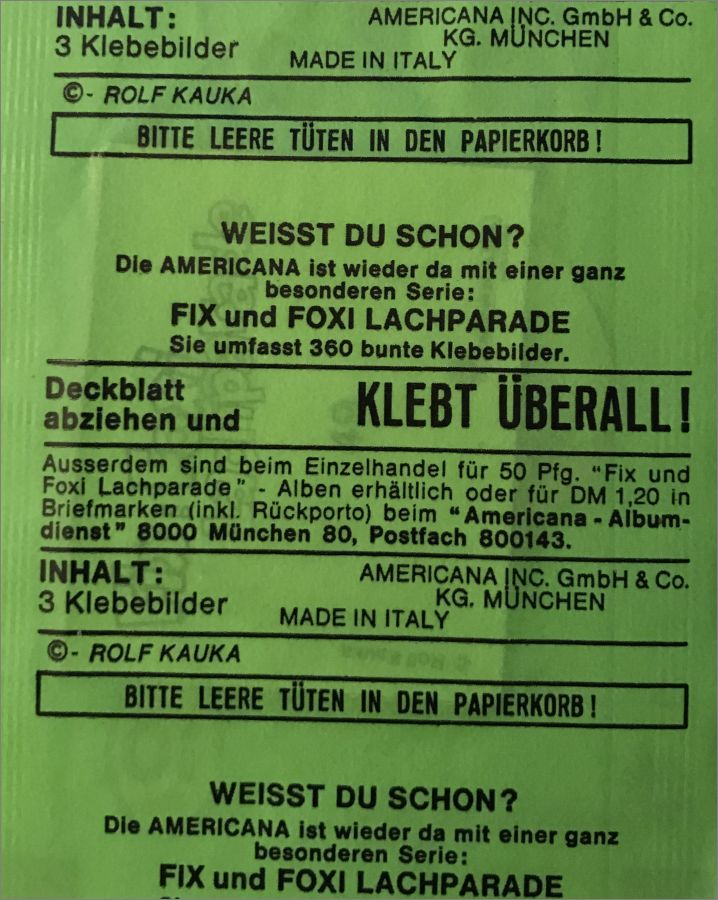 INHALT:
3 Klebebilder
AMERICANA INC. GmbH & Co.
KG. MÜNCHEN
MADE IN ITALY
©- ROLF KAUKA
BITTE LEERE TÜTEN IN DEN PAPIERKORB!
WEISST DU SCHON?
Die AMERICANA ist wieder da mit einer ganz
besonderen Serie:
FIX und FOXI LACHPARADE
Sie umfasst 360 bunte Klebebilder.
Deckblatt
abziehen und
KLEBT ÜBERALL!
Ausserdem sind beim Einzelhandel für 50 Pfg. "Fix und
Foxi Lachparade" - Alben erhältlich oder für DM 1,20 in
Briefmarken (inkl. Rückporto) beim "Americana - Album-
dienst" 8000 München 80, Postfach 800143.
INHALT:
3 Klebebilder
AMERICANA INC. GmbH & Co.
KG. MÜNCHEN
MADE IN ITALY
©- ROLF KAUKA
BITTE LEERE TÜTEN IN DEN PAPIERKORB!
WEISST DU SCHON?
Die AMERICANA ist wieder da mit einer ganz
besonderen Serie:
FIX und FOXI LACHPARADE